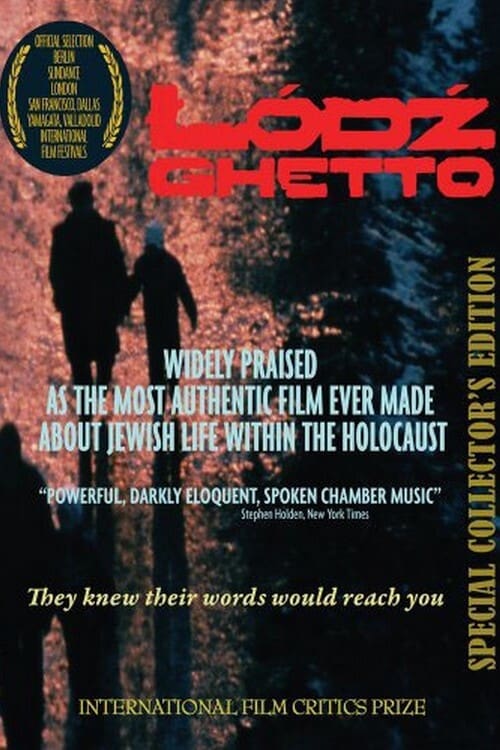 OFFICIAL SELECTION
BERLIN
SUNDANCE
LONDON
SAN FRANCISCO, DALLAS
YAMAGATA, VALLADOLID
INTERNATIONAL
FILM FESTIVALS
ŁÓDŹ
GHETTO
WIDELY PRAISED
AS THE MOST AUTHENTIC FILM EVER MADE
ABOUT JEWISH LIFE WITHIN THE HOLOCAUST
“POWERFUL, DARKLY ELOQUENT, SPOKEN CHAMBER MUSIC”
Stephen Holden, New York Times
SPECIAL COLLECTOR'S EDITION
They knew their words would reach you
INTERNATIONAL FILM CRITICS PRIZE